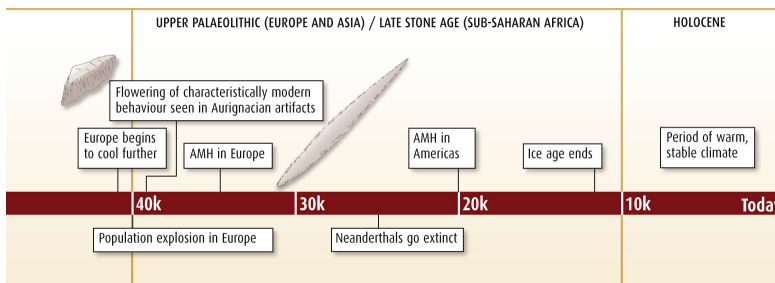 UPPER PALAEOLITHIC (EUROPE AND ASIA) / LATE STONE AGE (SUB-SAHARAN AFRICA)
HOLOCENE
Flowering of characteristically modern
behaviour seen in Aurignacian artifacts
Europe begins
to cool further
AMH in Europe
AMH in
Americas
Ice age ends
Period of warm,
stable climate
40k
30k
20k
10k
Toda
Population explosion in Europe
Neanderthals go extinct